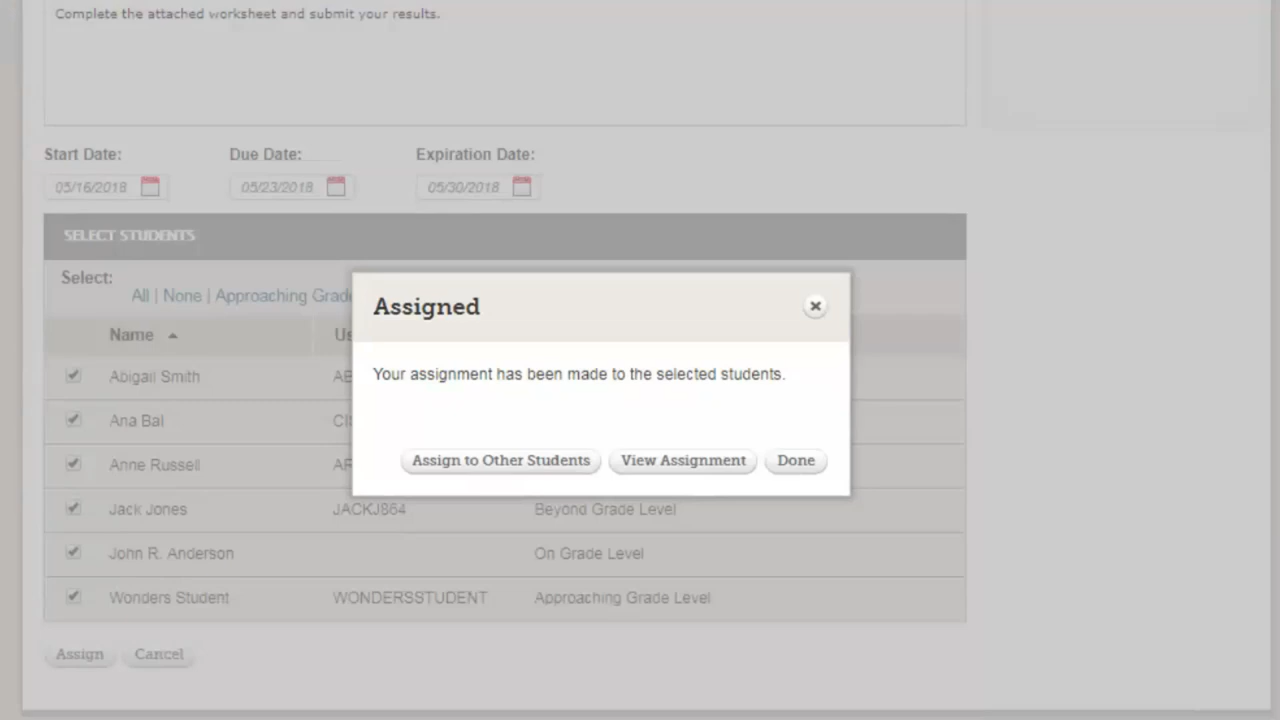 Complete the attached worksheet and submit your results.
Start Date: Due Date: Expiration Date:
05/16/2018 05/23/2018 05/30/2018
SELECT STUDENTS
Select:
All | None | Approaching Grade
Name Us
Assigned
Your assignment has been made to the selected students.
Assign to Other Students View Assignment Done
Abigail Smith AB
Ana Bal CI
Anne Russell AR
Jack Jones JACKJ864 Beyond Grade Level
John R. Anderson On Grade Level
Wonders Student WONDERSSTUDENT Approaching Grade Level
Assign Cancel